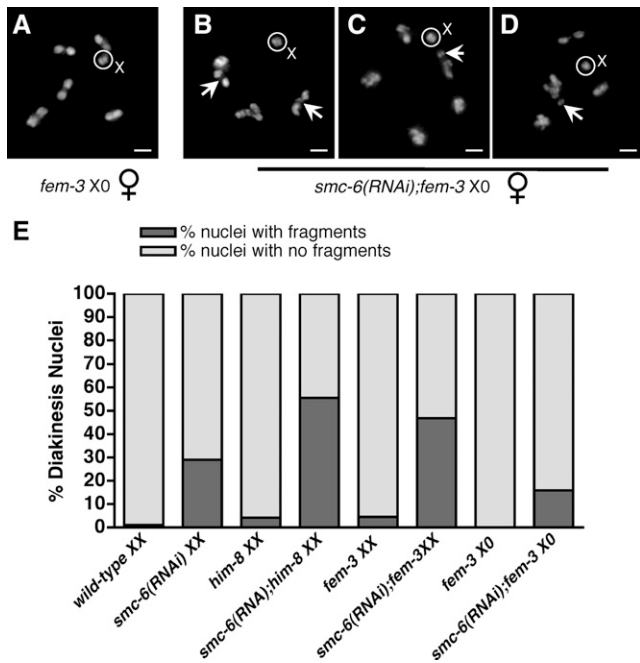 A
B
C
D
X
X
X
X
fem-3 X0 ♀
smc-6(RNAi);fem-3 X0 ♀
E
% nuclei with fragments
% nuclei with no fragments
% Diakinesis Nuclei
100
90
80
70
60
50
40
30
20
10
0
wild-type XX
smc-6(RNAi) XX
him-8 XX
smc-6(RNA);him-8 XX
fem-3 XX
smc-6(RNAi);fem-3XX
fem-3 X0
smc-6(RNAi);fem-3 X0